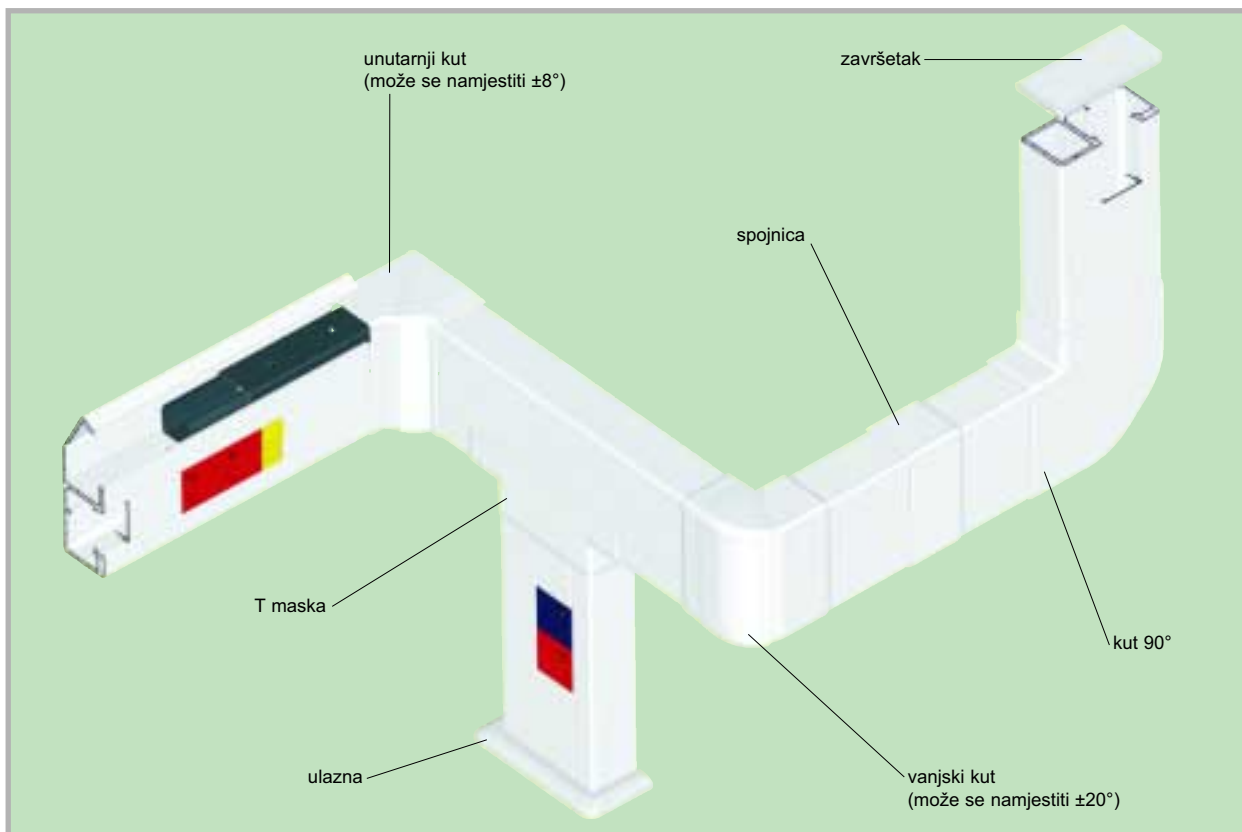 unutarnji kut
(može se namjestiti ±8°)
završetak
spojnica
T maska
kut 90°
ulazna
vanjski kut
(može se namjestiti ±20°)